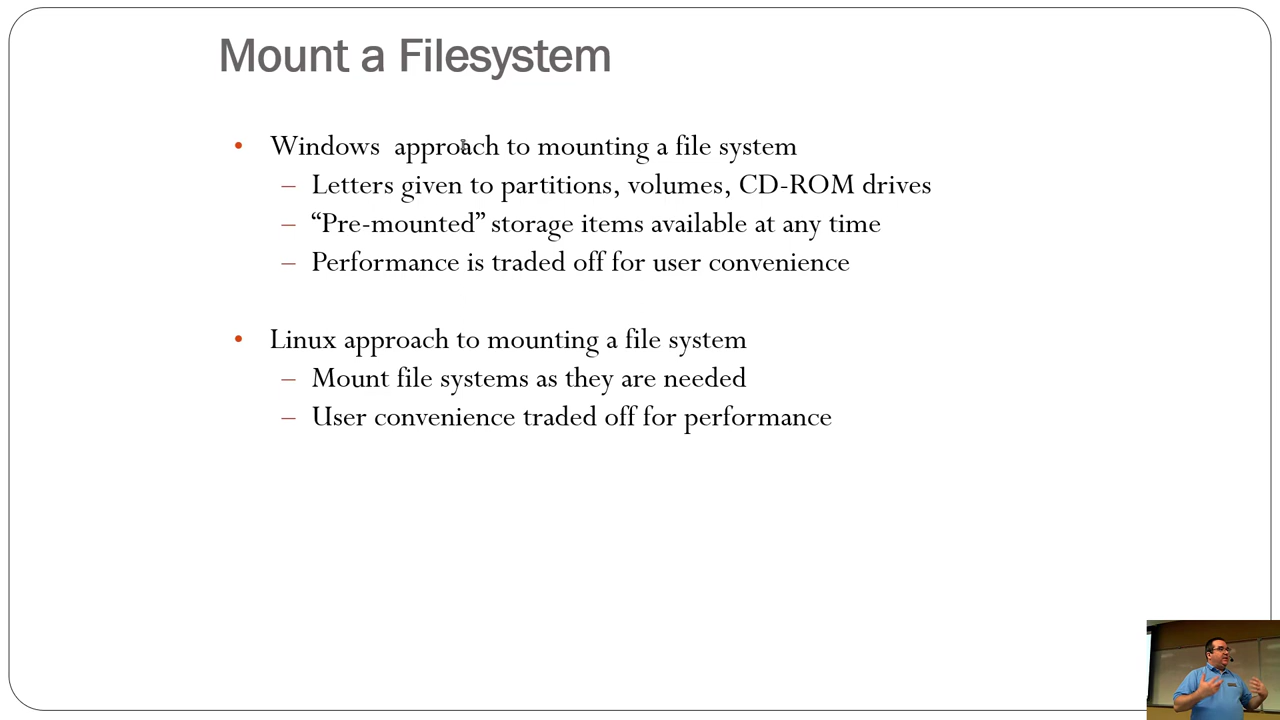 Mount a Filesystem
• Windows  approach to mounting a file system
– Letters given to partitions, volumes, CD-ROM drives
– “Pre-mounted” storage items available at any time
– Performance is traded off for user convenience
• Linux approach to mounting a file system
– Mount file systems as they are needed
– User convenience traded off for performance